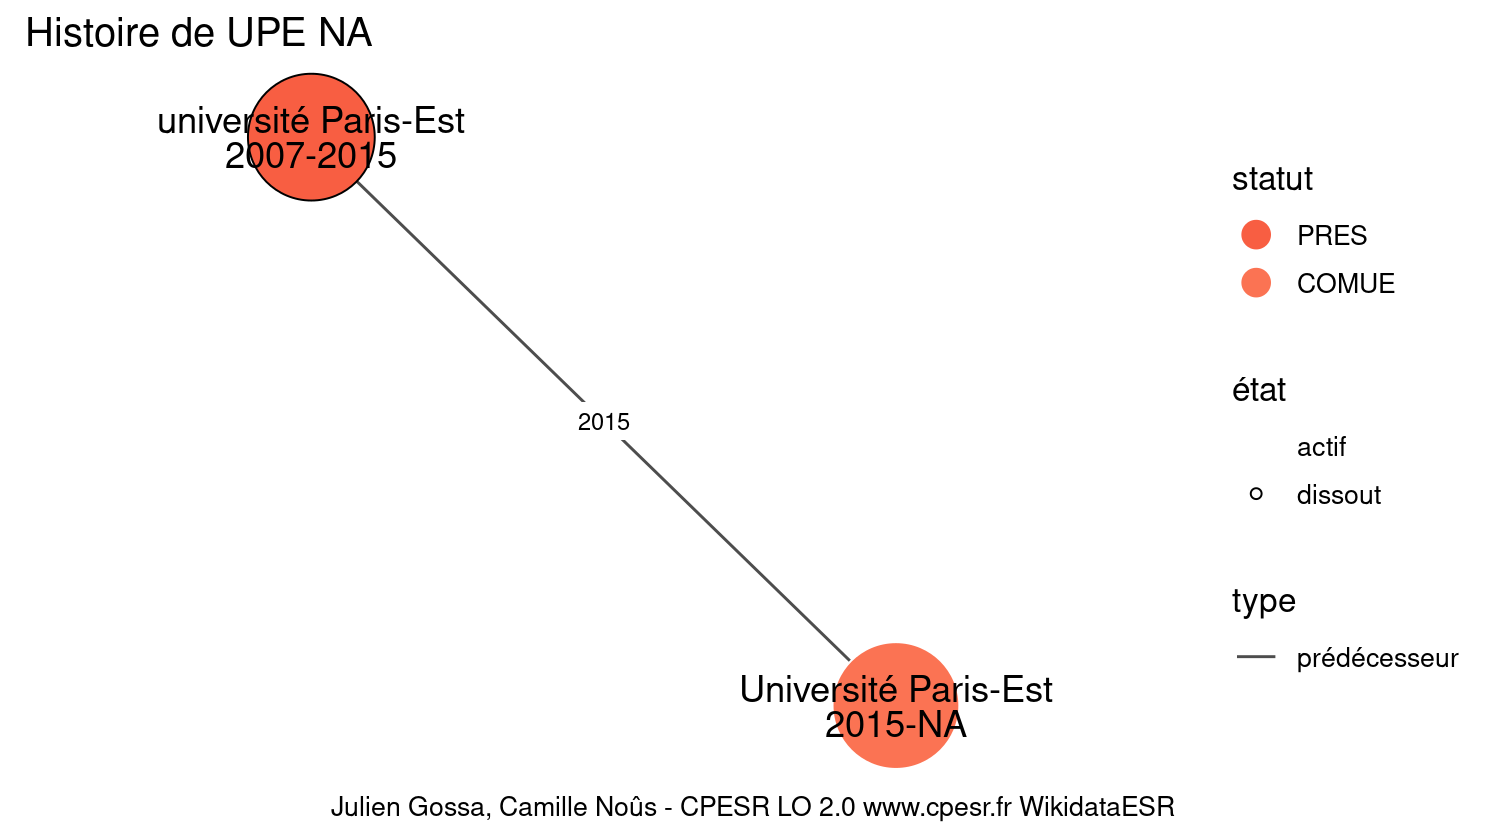 Histoire de UPE NA
université Paris-Est
2007-2015
2015
Université Paris-Est
2015-NA
statut
PRES
COMUE
état
actif
dissout
type
prédécesseur
Julien Gossa, Camille Noûs - CPESR LO 2.0 www.cpesr.fr WikidataESR